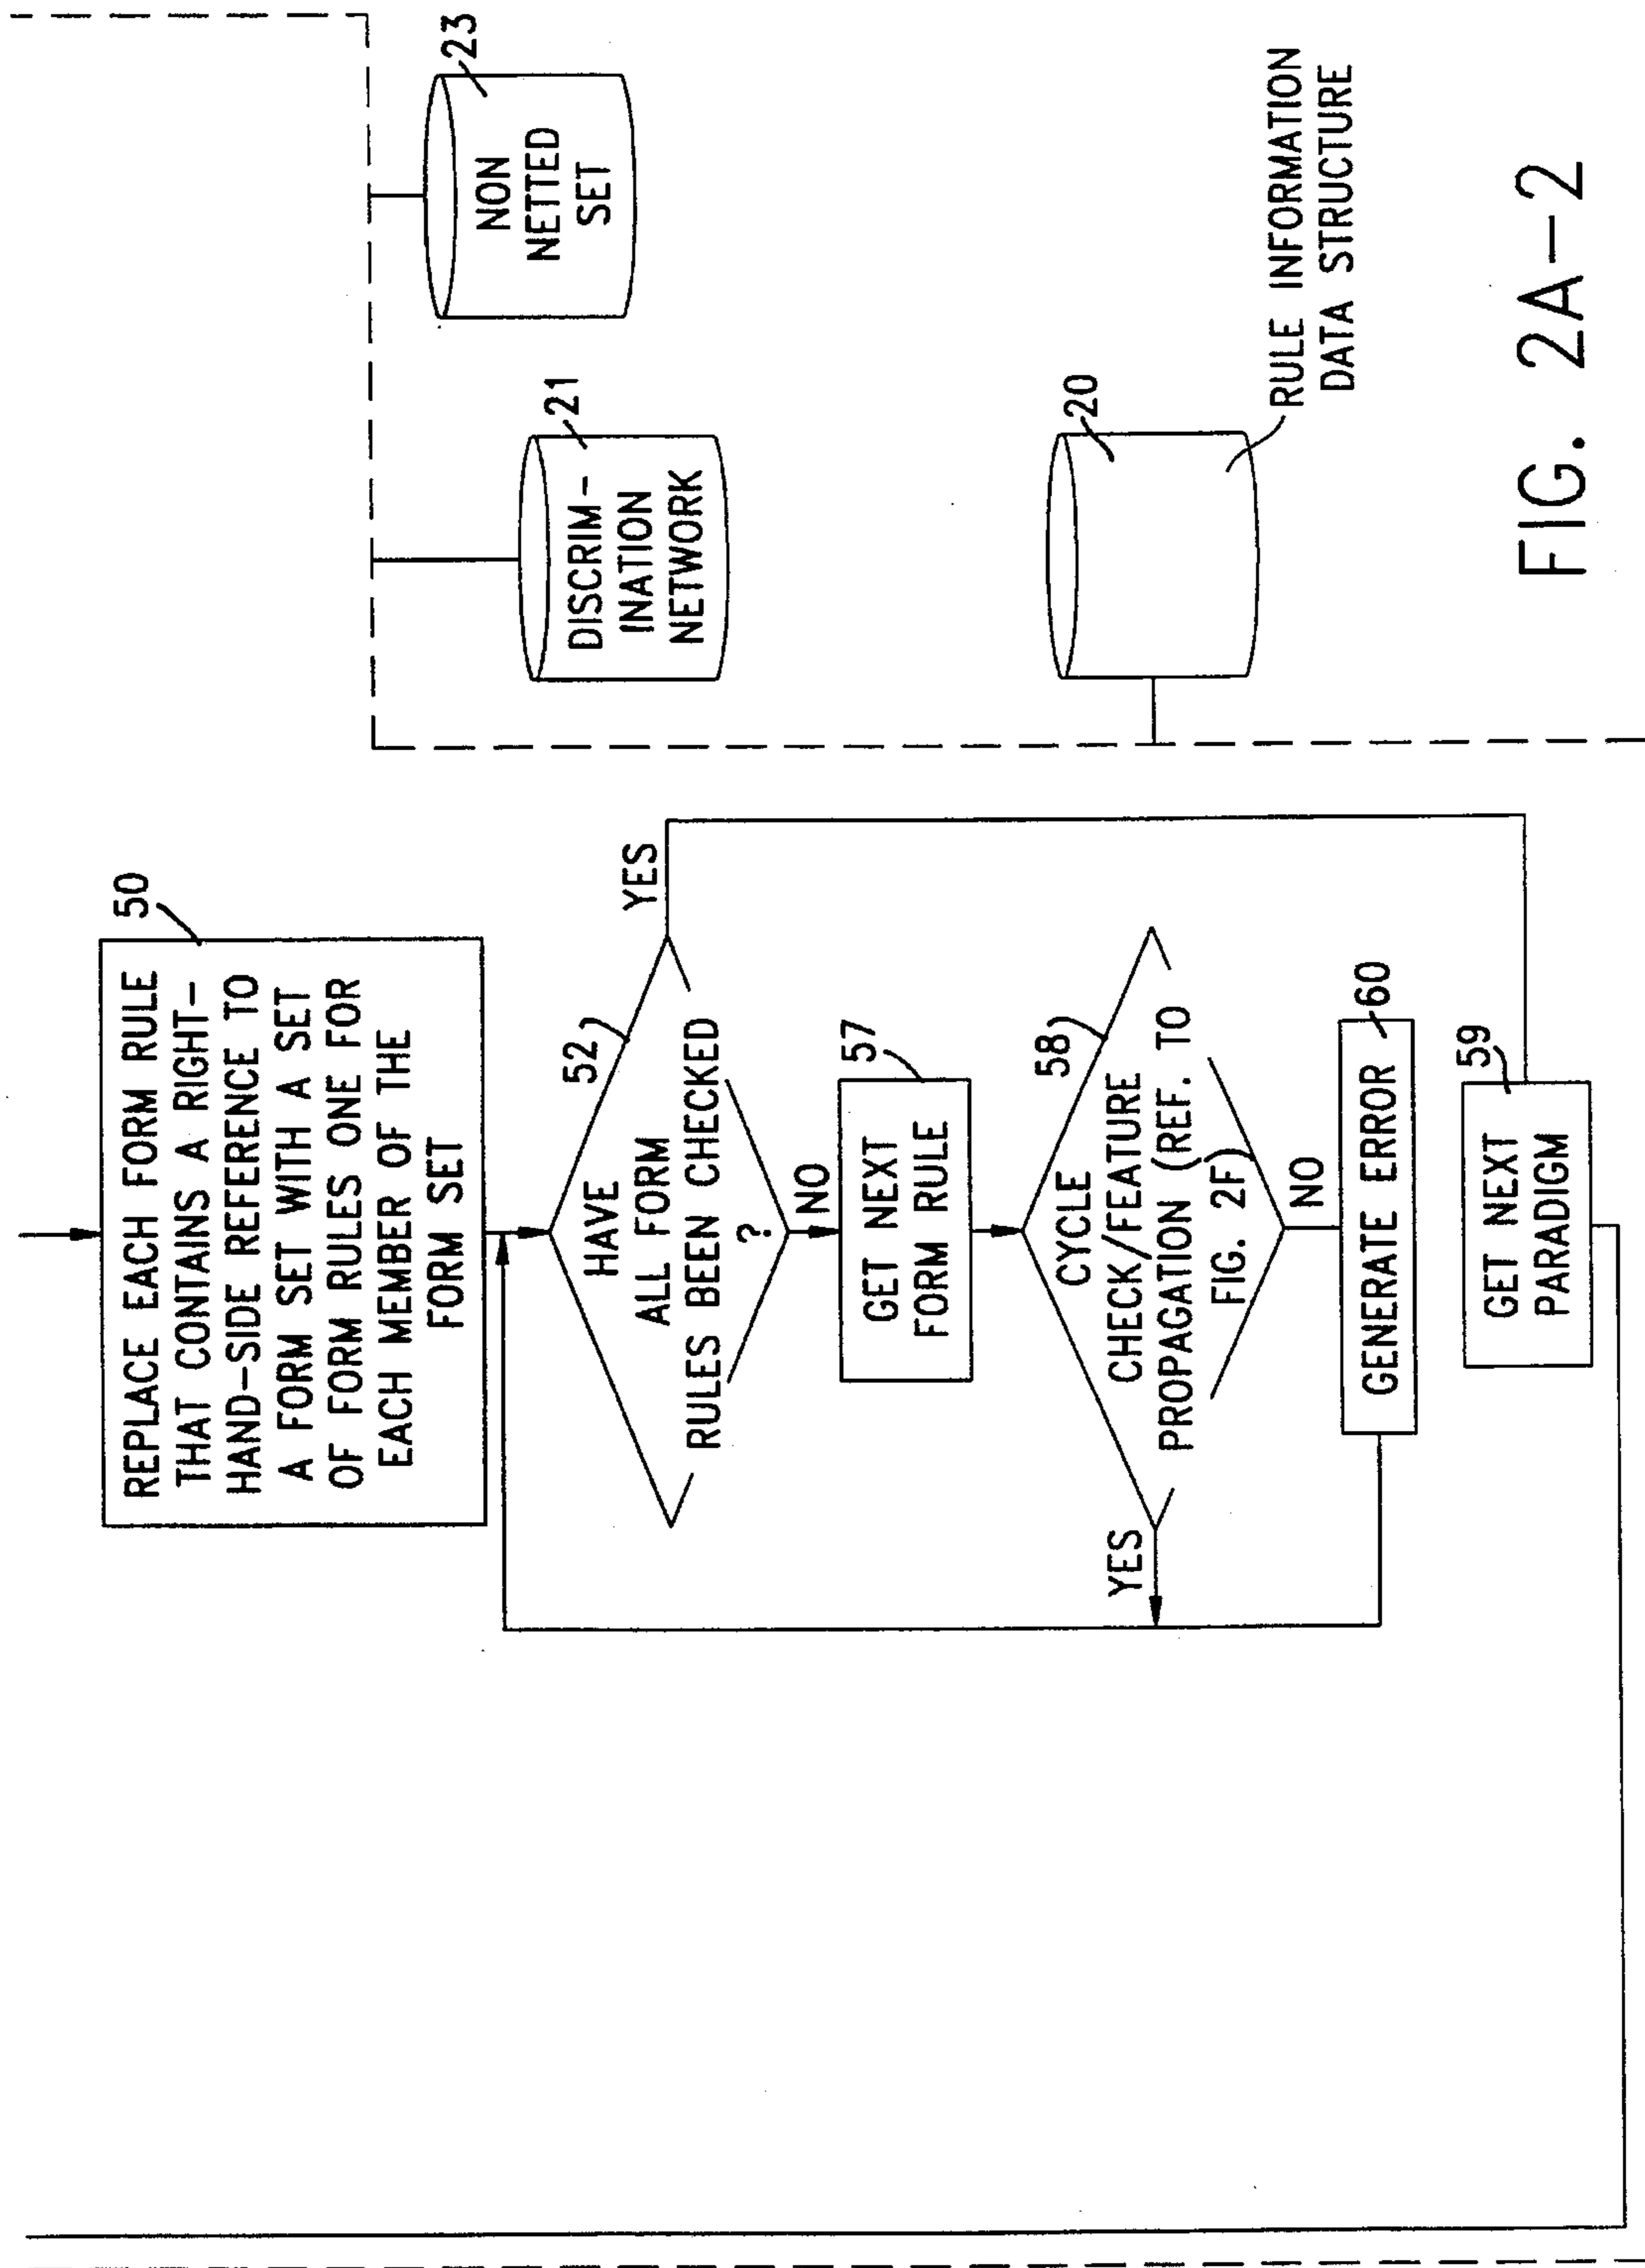 50
REPLACE EACH FORM RULE
THAT CONTAINS A RIGHT-
HAND-SIDE REFERENCE TO
A FORM SET WITH A SET
OF FORM RULES ONE FOR
EACH MEMBER OF THE
FORM SET
52
HAVE
ALL FORM
RULES BEEN CHECKED
?
YES
NO
57
GET NEXT
FORM RULE
58
CYCLE
CHECK/FEATURE
PROPAGATION (REF. TO
FIG. 2F)
YES
NO
60
GENERATE ERROR
59
GET NEXT
PARADIGM
23
NON
NETTED
SET
21
DISCRIM-
INATION
NETWORK
20
RULE INFORMATION
DATA STRUCTURE
FIG. 2A-2